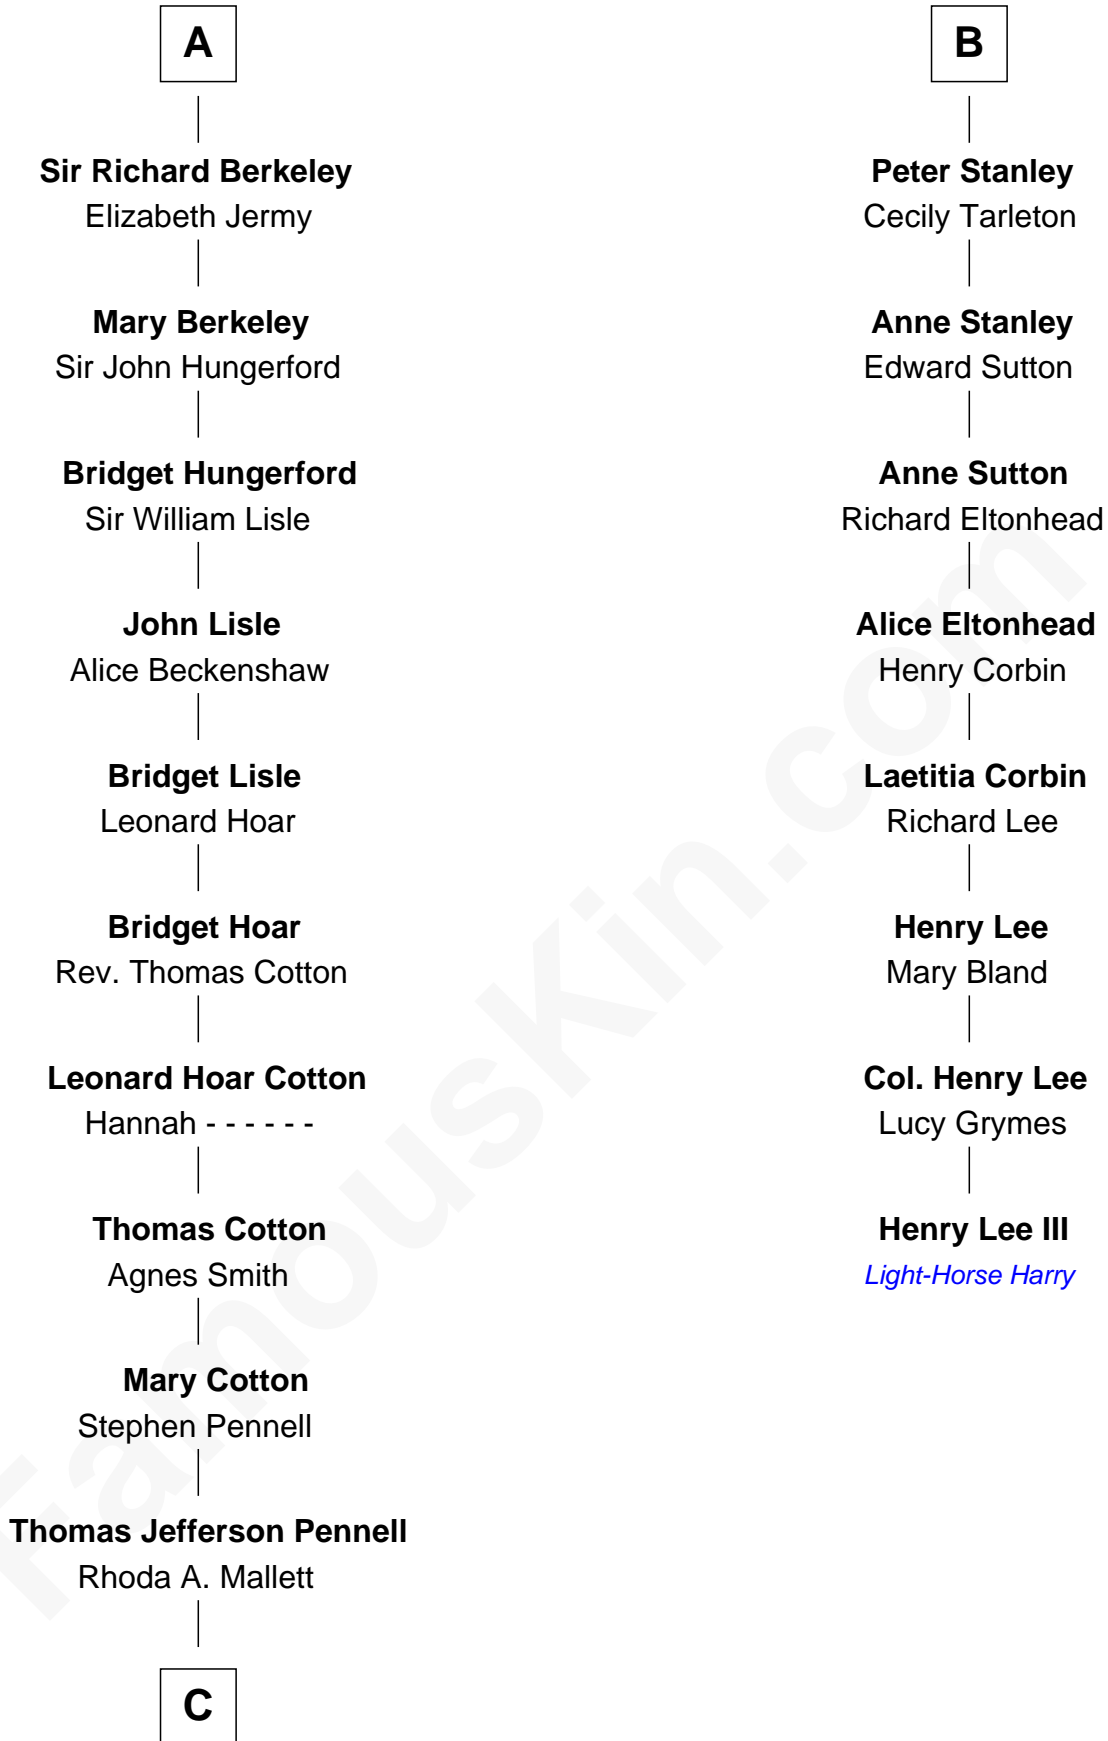 A
Sir Richard Berkeley
Elizabeth Jermy
Mary Berkeley
Sir John Hungerford
Bridget Hungerford
Sir William Lisle
John Lisle
Alice Beckenshaw
Bridget Lisle
Leonard Hoar
Bridget Hoar
Rev. Thomas Cotton
Leonard Hoar Cotton
Hannah - - - - - -
Thomas Cotton
Agnes Smith
Mary Cotton
Stephen Pennell
Thomas Jefferson Pennell
Rhoda A. Mallett
C
B
Peter Stanley
Cecily Tarleton
Anne Stanley
Edward Sutton
Anne Sutton
Richard Eltonhead
Alice Eltonhead
Henry Corbin
Laetitia Corbin
Richard Lee
Henry Lee
Mary Bland
Col. Henry Lee
Lucy Grymes
Henry Lee III
Light-Horse Harry
FamousKin.com